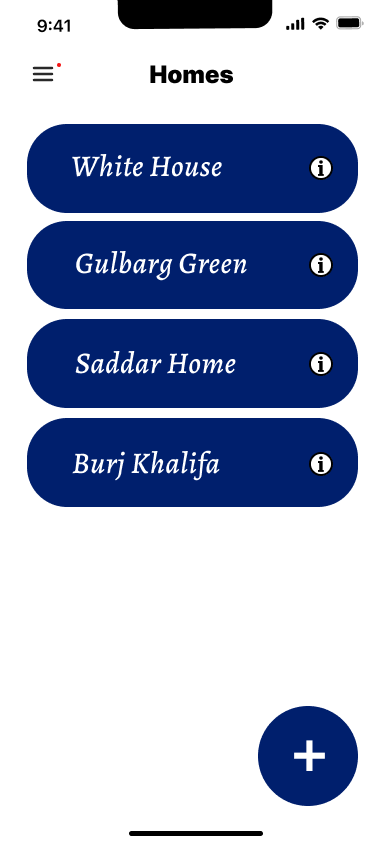 9:41
Homes
White House
Gulbarg Green
Saddar Home
Burj Khalifa